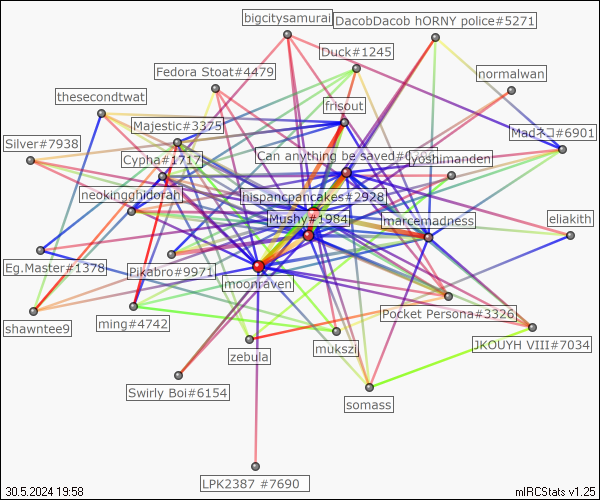 bigcitysamurai
DacobDacob hORNY police#5271
Duck#1245
Fedora Stoat#4479
normalwan
thesecondtwat
frisout
Majestic#3375
Madネコ#6901
Silver#7938
Cypha#1717
Can anything be saved#0
yoshimanden
neokingghidorah
hispancpancakes#2928
Mushy#1984
marcemadness
eliakith
Eg.Master#1378
Pikabro#9971
moonraven
shawntee9
ming#4742
Pocket Persona#3326
zebula
mukszi
JKOUYH VIII#7034
Swirly Boi#6154
somass
LPK2387 #7690
30.5.2024 19:58
mIRCStats v1.25